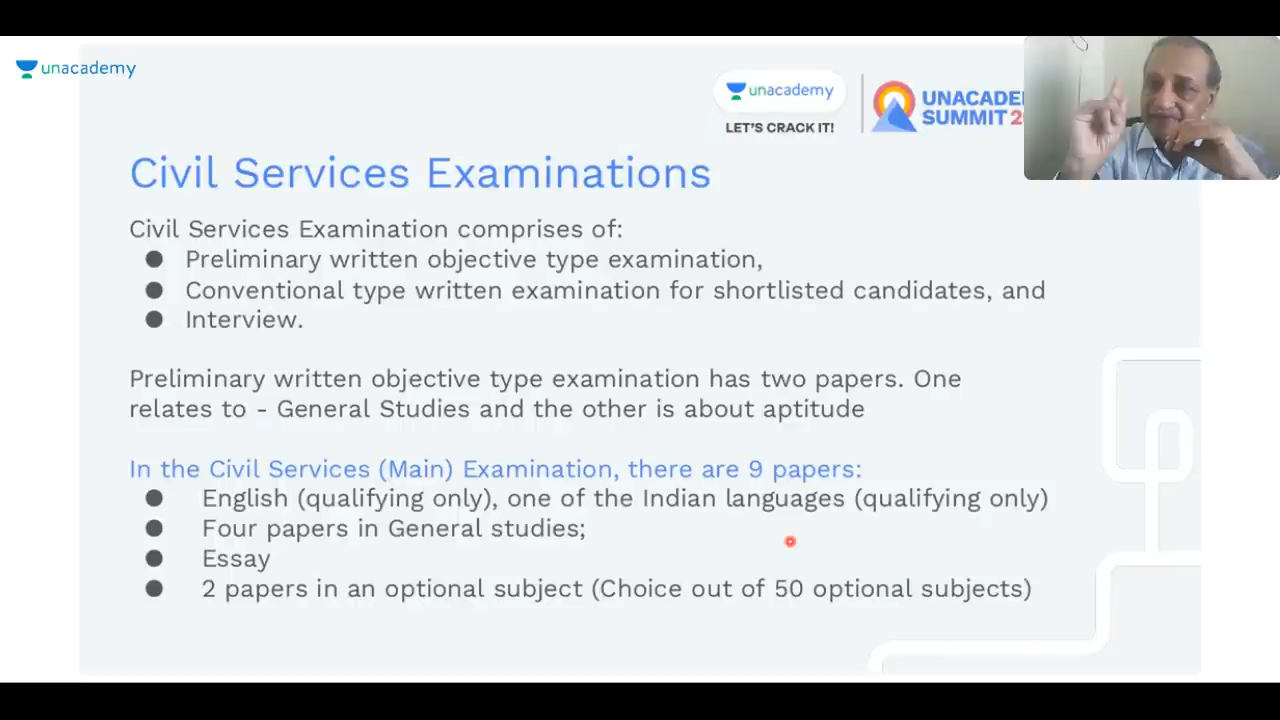 unacademy
unacademy
LET'S CRACK IT!
UNACADE
SUMMIT 2
Civil Services Examinations
Civil Services Examination comprises of:
● Preliminary written objective type examination,
● Conventional type written examination for shortlisted candidates, and
● Interview.
Preliminary written objective type examination has two papers. One
relates to - General Studies and the other is about aptitude
In the Civil Services (Main) Examination, there are 9 papers:
● English (qualifying only), one of the Indian languages (qualifying only)
● Four papers in General studies;
● Essay
● 2 papers in an optional subject (Choice out of 50 optional subjects)